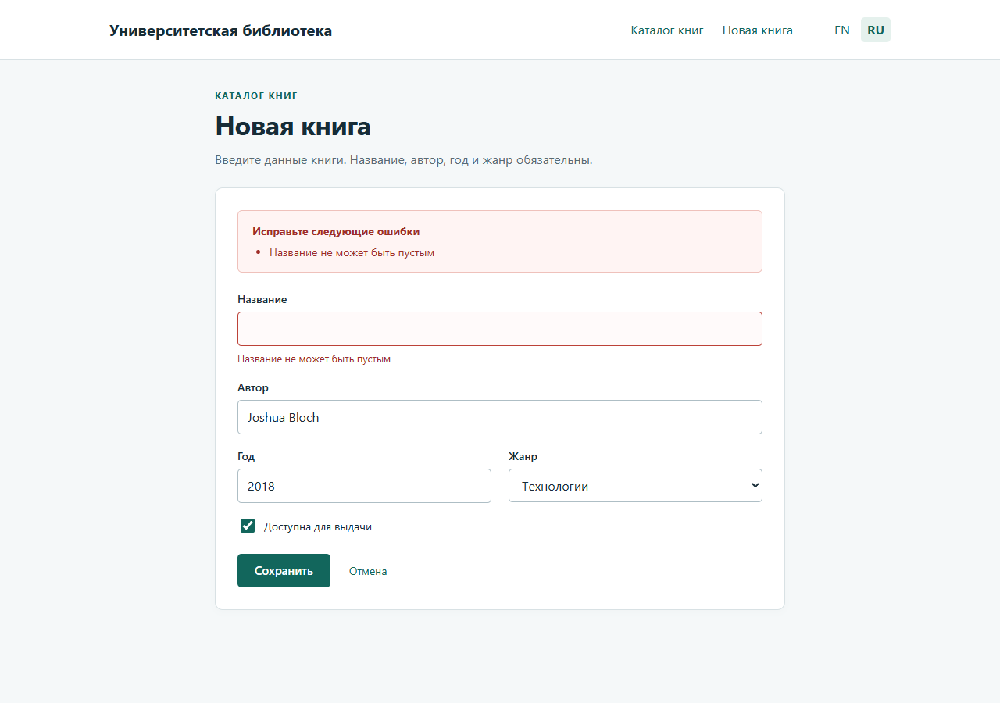 Университетская библиотека
Каталог книг
Новая книга
EN
RU
КАТАЛОГ КНИГ
Новая книга
Введите данные книги. Название, автор, год и жанр обязательны.
Исправьте следующие ошибки
Название не может быть пустым
Название
Название не может быть пустым
Автор
Joshua Bloch
Год
Жанр
2018
Технологии
Доступна для выдачи
Сохранить
Отмена